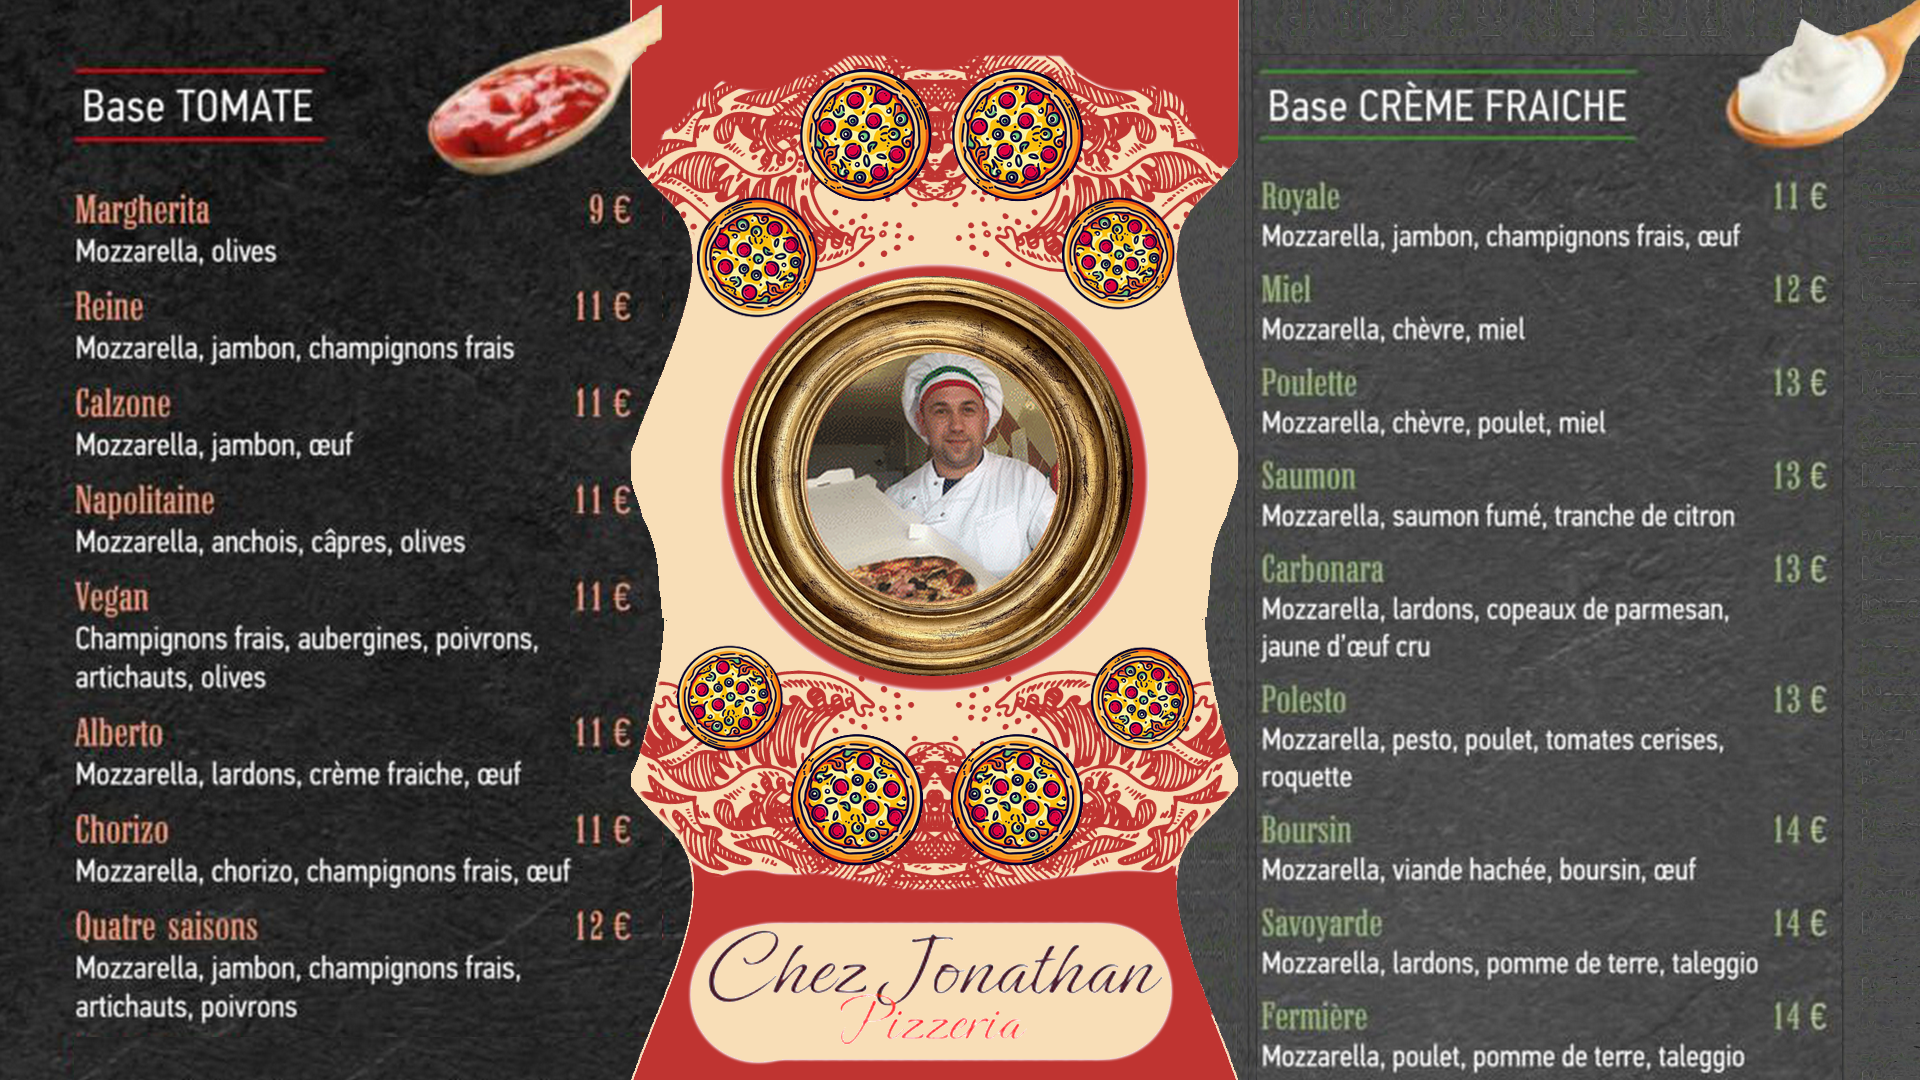 Base TOMATE
Margherita 9 €
Mozzarella, olives
Reine 11 €
Mozzarella, jambon, champignons frais
Calzone 11 €
Mozzarella, jambon, œuf
Napolitaine 11 €
Mozzarella, anchois, câpres, olives
Vegan 11 €
Champignons frais, aubergines, poivrons,
artichauts, olives
Alberto 11 €
Mozzarella, lardons, crème fraiche, œuf
Chorizo 11 €
Mozzarella, chorizo, champignons frais, œuf
Quatre saisons 12 €
Mozzarella, jambon, champignons frais,
artichauts, poivrons
Chez Jonathan
Pizzeria
Base CRÈME FRAICHE
Royale 11 €
Mozzarella, jambon, champignons frais, œuf
Miel 12 €
Mozzarella, chèvre, miel
Poulette 13 €
Mozzarella, chèvre, poulet, miel
Saumon 13 €
Mozzarella, saumon fumé, tranche de citron
Carbonara 13 €
Mozzarella, lardons, copeaux de parmesan,
jaune d'œuf cru
Polesto 13 €
Mozzarella, pesto, poulet, tomates cerises,
roquette
Boursin 14 €
Mozzarella, viande hachée, boursin, œuf
Savoyarde 14 €
Mozzarella, lardons, pomme de terre, taleggio
Fermière 14 €
Mozzarella, poulet, pomme de terre, taleggio